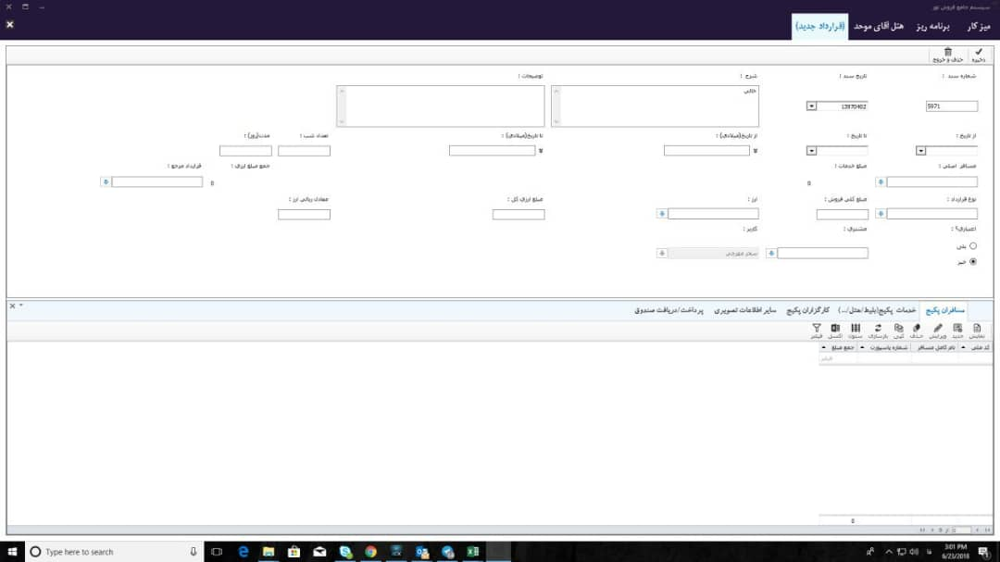 سیستم جامع فروش تور
میز کار برنامه ریز هتل آقای موحد (قرارداد جدید)
ذخیره حذف و خروج
شماره سند : تاریخ سند : شرح : توضیحات :
5971 13970402 خالی
از تاریخ : تا تاریخ : از تاریخ(میلادی) : تا تاریخ(میلادی) : تعداد شب : مدت(روز) :
مسافر اصلی : مبلغ خدمات : جمع مبلغ ارزی : قرارداد مرجع :
0 0
نوع قرارداد : مبلغ کلی فروش : ارز : مبلغ ارزی کل : معادل ریالی ارز :
اعتباری؟ : مشتری : کاربر :
بلی
خیر
مسافران پکیج خدمات پکیج(بلیط/هتل/...) کارگزاران پکیج سایر اطلاعات تصویری پرداخت/دریافت صندوق
نمایش جدید ویرایش حذف کپی بازسازی ستون اکسل فیلتر
کد ملی نام کامل مسافر شماره پاسپورت جمع مبلغ
فیلتر
0
0 از 0
Type here to search
3:01 PM
6/23/2018